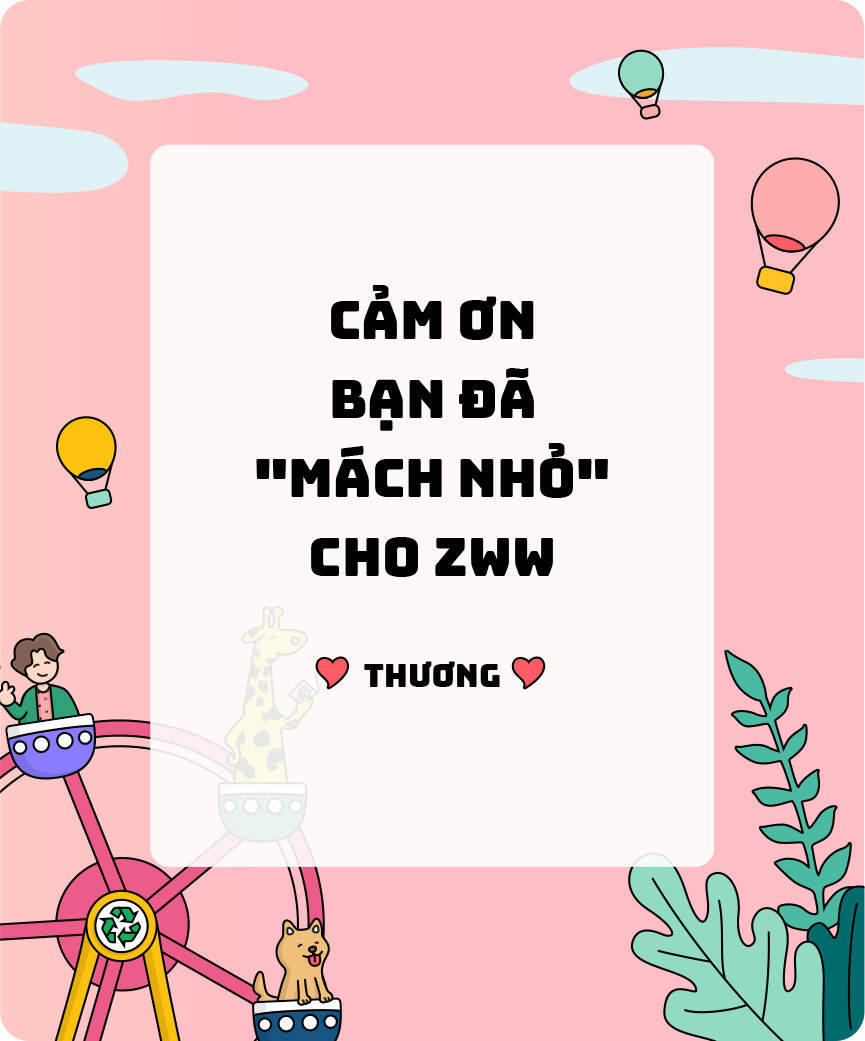 CẢM ƠN
BẠN ĐÃ
"MÁCH NHỎ"
CHO ZWW
THƯƠNG